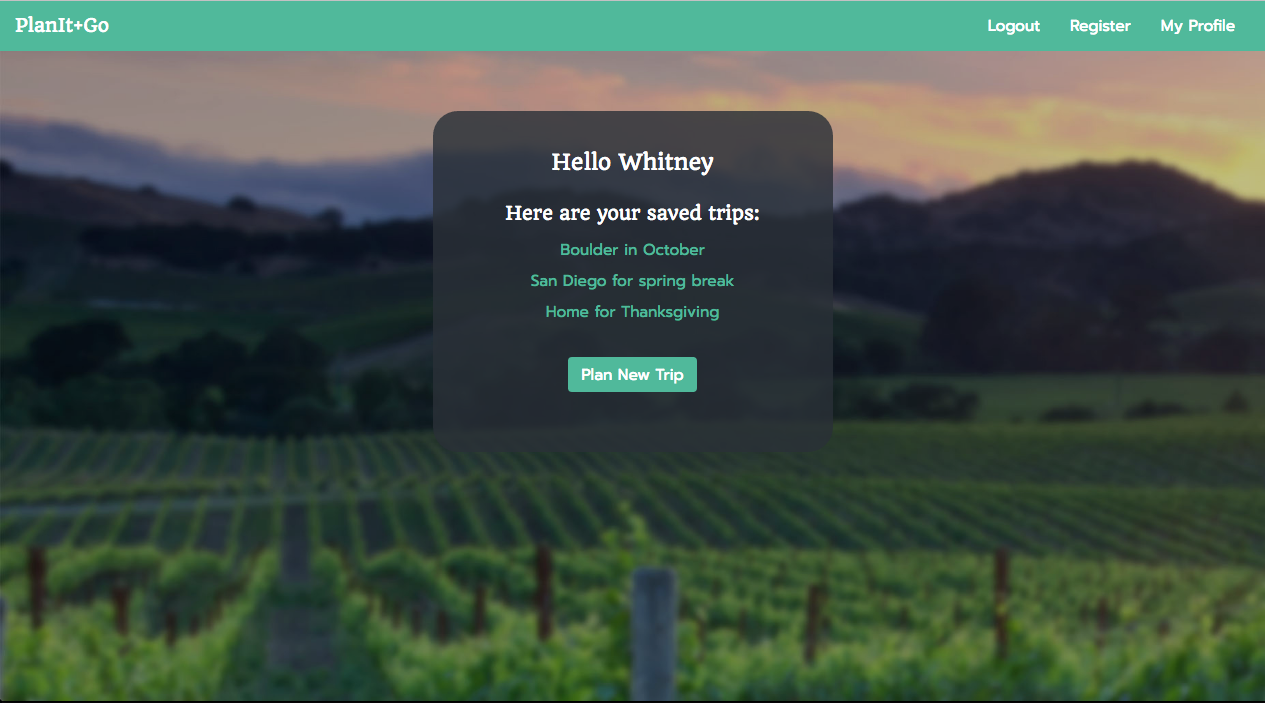 PlanIt+Go
Logout Register My Profile
Hello Whitney
Here are your saved trips:
Boulder in October
San Diego for spring break
Home for Thanksgiving
Plan New Trip